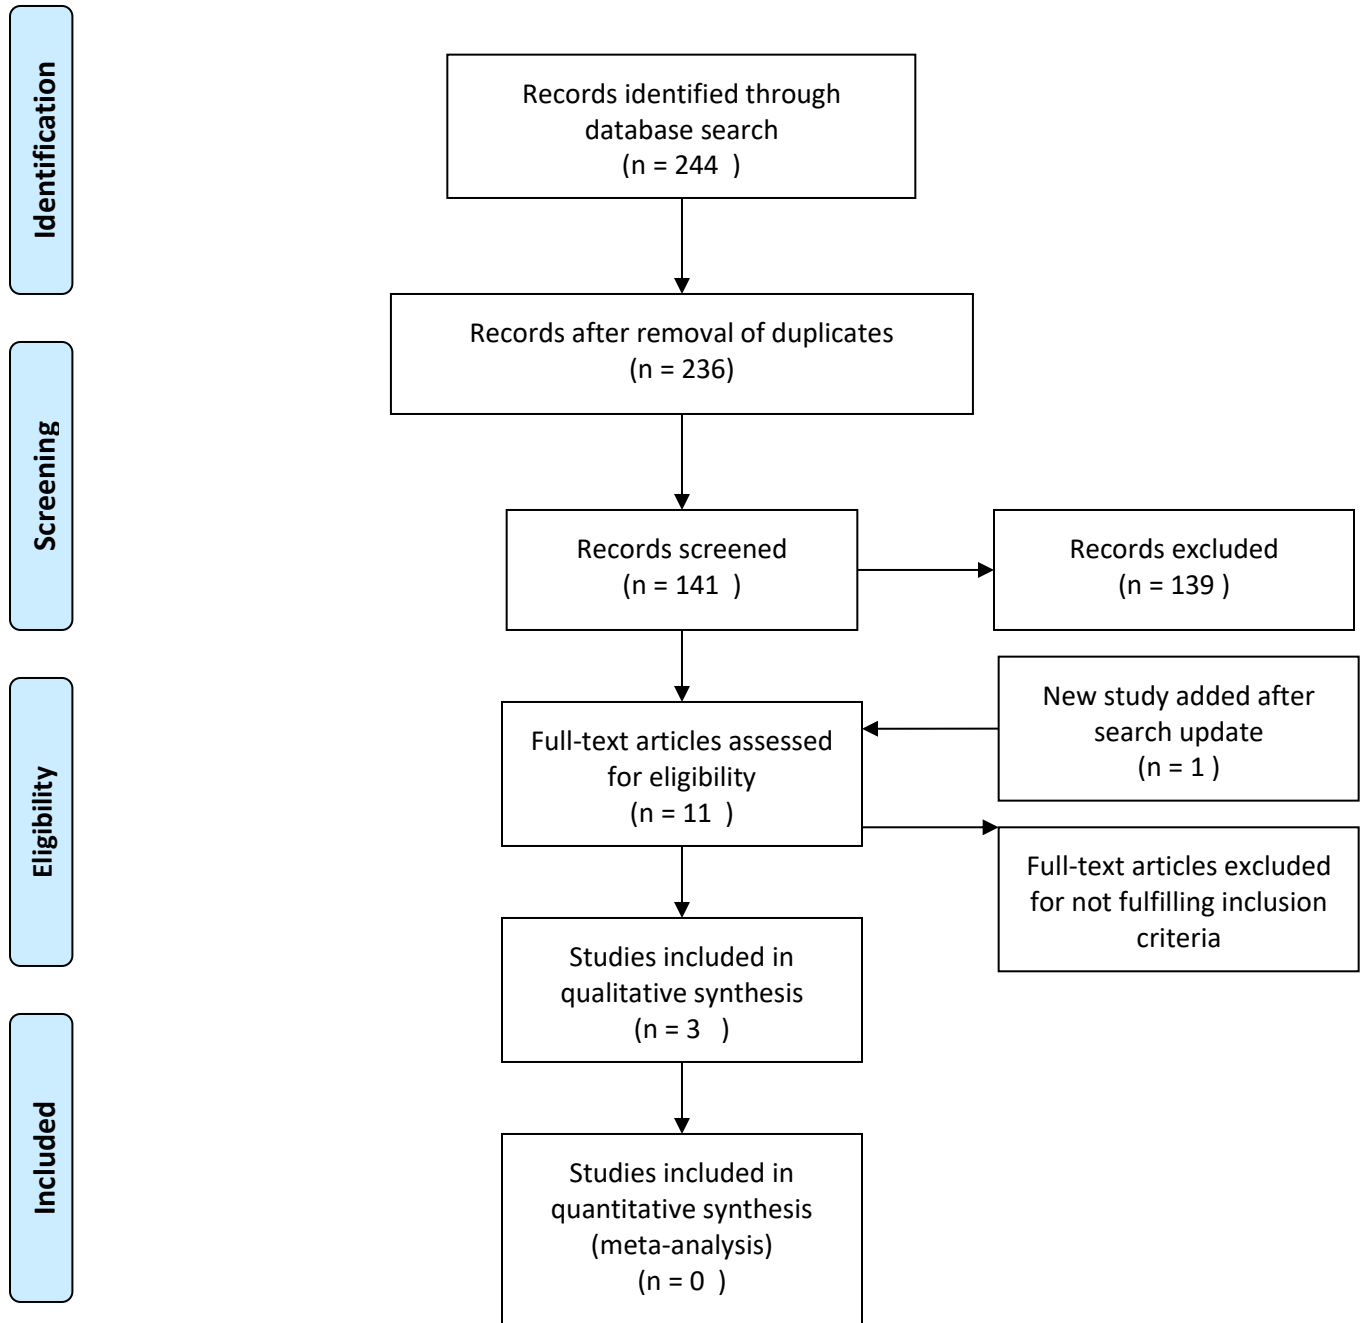 Identification
Records identified through
database search
(n = 244  )
Records after removal of duplicates
(n = 236)
Screening
Records screened
(n = 141  )
Records excluded
(n = 139 )
Eligibility
Full-text articles assessed
for eligibility
(n = 11  )
New study added after
search update
(n = 1 )
Full-text articles excluded
for not fulfilling inclusion
criteria
Studies included in
qualitative synthesis
(n = 3   )
Included
Studies included in
quantitative synthesis
(meta-analysis)
(n = 0  )